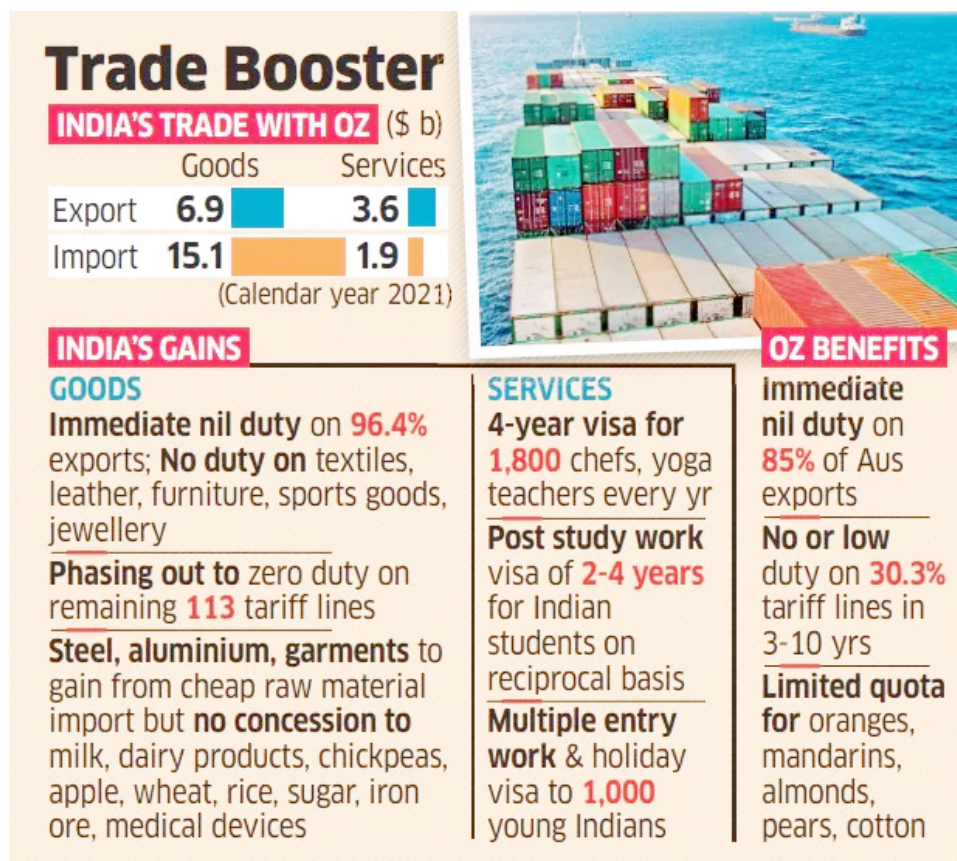 Trade Booster
INDIA'S TRADE WITH OZ ($ b)
Goods Services
Export 6.9 3.6
Import 15.1 1.9
(Calendar year 2021)
INDIA'S GAINS
GOODS
Immediate nil duty on 96.4%
exports; No duty on textiles,
leather, furniture, sports goods,
jewellery
Phasing out to zero duty on
remaining 113 tariff lines
Steel, aluminium, garments to
gain from cheap raw material
import but no concession to
milk, dairy products, chickpeas,
apple, wheat, rice, sugar, iron
ore, medical devices
SERVICES
4-year visa for
1,800 chefs, yoga
teachers every yr
Post study work
visa of 2-4 years
for Indian
students on
reciprocal basis
Multiple entry
work & holiday
visa to 1,000
young Indians
OZ BENEFITS
Immediate
nil duty on
85% of Aus
exports
No or low
duty on 30.3%
tariff lines in
3-10 yrs
Limited quota
for oranges,
mandarins,
almonds,
pears, cotton